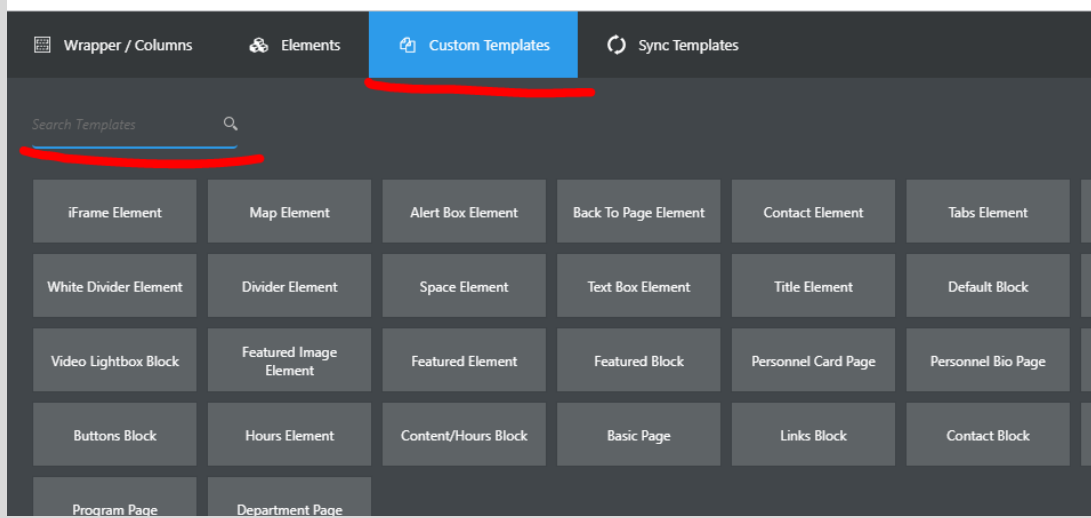 Wrapper / Columns Elements Custom Templates Sync Templates
Search Templates
iFrame Element Map Element Alert Box Element Back To Page Element Contact Element Tabs Element
White Divider Element Divider Element Space Element Text Box Element Title Element Default Block
Video Lightbox Block Featured Image Element Featured Element Featured Block Personnel Card Page Personnel Bio Page
Buttons Block Hours Element Content/Hours Block Basic Page Links Block Contact Block
Program Page Department Page